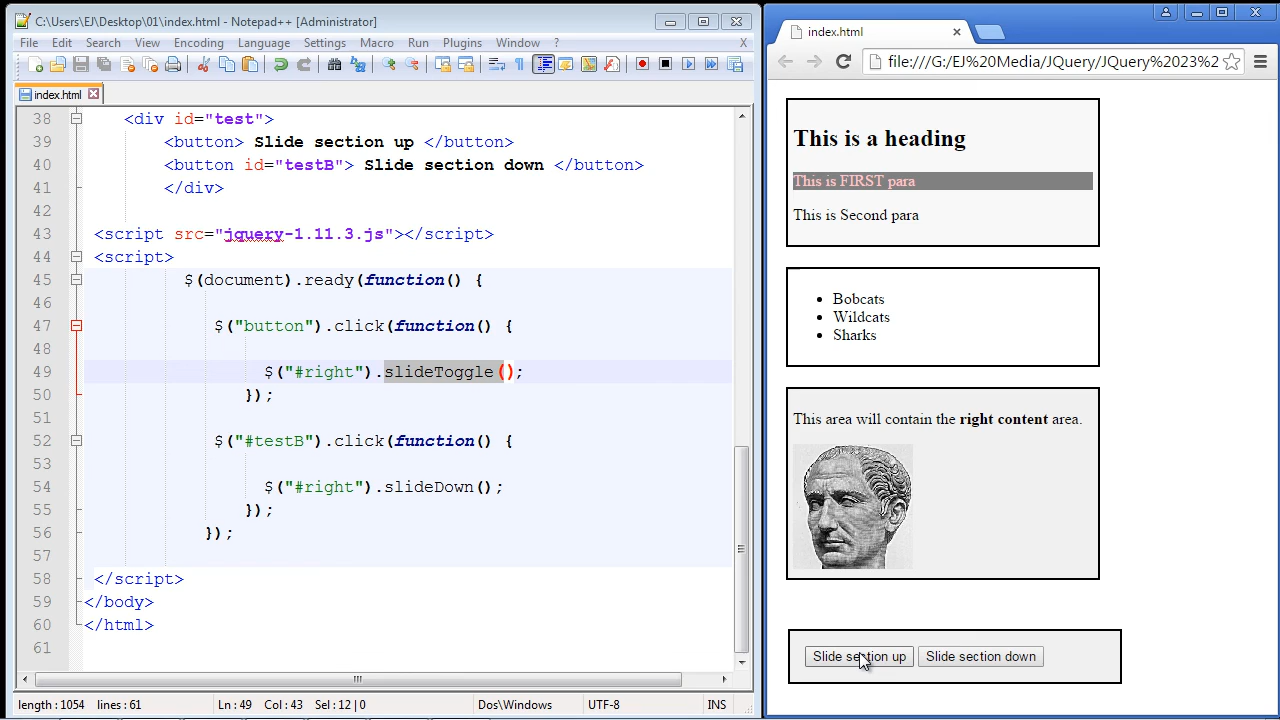 C:\Users\EJ\Desktop\01\index.html - Notepad++ [Administrator]
File Edit Search View Encoding Language Settings Macro Run Plugins Window ? X
index.html
38 <div id="test">
39 <button> Slide section up </button>
40 <button id="testB"> Slide section down </button>
41 </div>
42
43 <script src="jquery-1.11.3.js"></script>
44 <script>
45 $(document).ready(function() {
46
47 $("button").click(function() {
48
49 $("#right").slideToggle();
50 });
51
52 $("#testB").click(function() {
53
54 $("#right").slideDown();
55 });
56 });
57
58 </script>
59 </body>
60 </html>
61
length : 1054 lines : 61 Ln : 49 Col : 43 Sel : 12 | 0 Dos\Windows UTF-8 INS
index.html
file:///G:/EJ%20Media/JQuery/JQuery%2023%2
This is a heading
This is FIRST para
This is Second para
Bobcats
Wildcats
Sharks
This area will contain the right content area.
Slide section up Slide section down